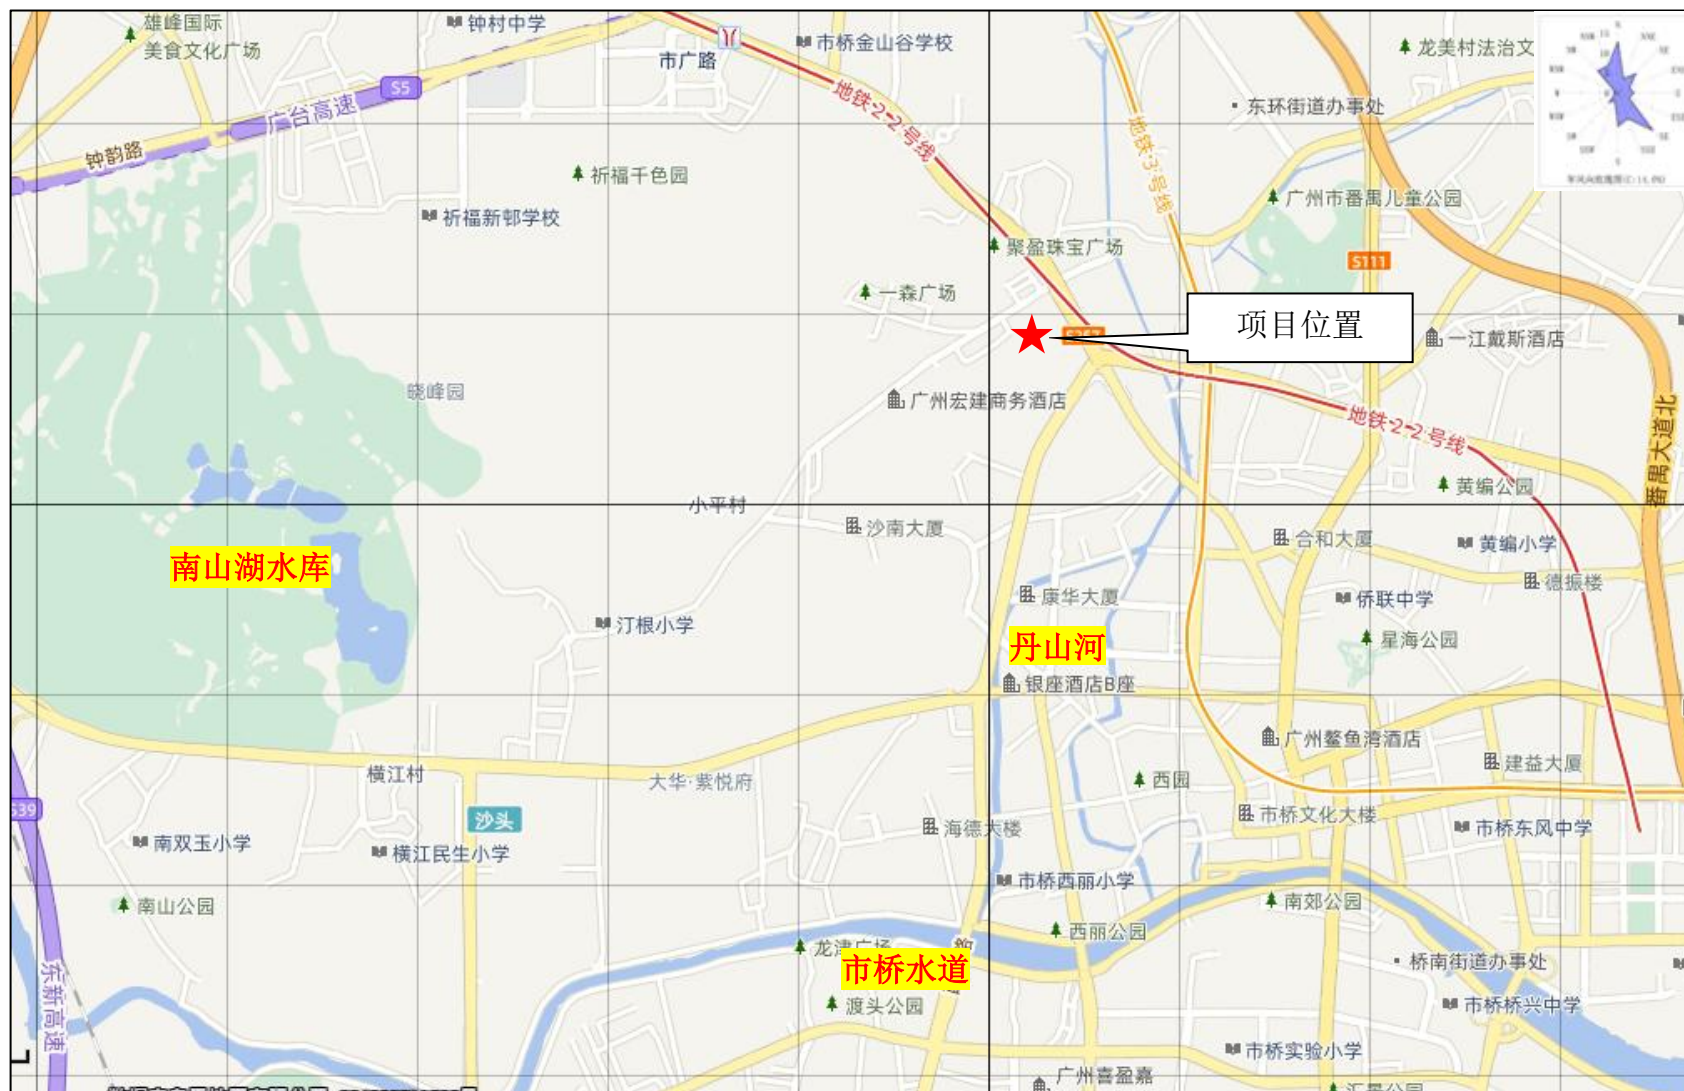 雄峰国际
美食文化广场
钟村中学
市广路
市桥金山谷学校
龙美村法治文
S5
广台高速
地铁2-2号线
地铁3号线
东环街道办事处
钟韵路
祈福千色园
祈福新邨学校
广州市番禺儿童公园
聚盈珠宝广场
S111
一森广场
项目位置
一江戴斯酒店
晓峰园
广州宏建商务酒店
地铁2-2号线
番禺大道北
黄编公园
小平村
沙南大厦
合和大厦
黄编小学
南山湖水库
德振楼
康华大厦
侨联中学
汀根小学
丹山河
星海公园
银座酒店B座
广州鳌鱼湾酒店
横江村
大华·紫悦府
西园
建益大厦
S39
沙头
海德大楼
市桥文化大楼
市桥东风中学
南双玉小学
横江民生小学
市桥西丽小学
南山公园
南郊公园
西丽公园
龙津广场
市桥水道
桥南街道办事处
东新高速
渡头公园
市桥桥兴中学
市桥实验小学
广州喜盈嘉